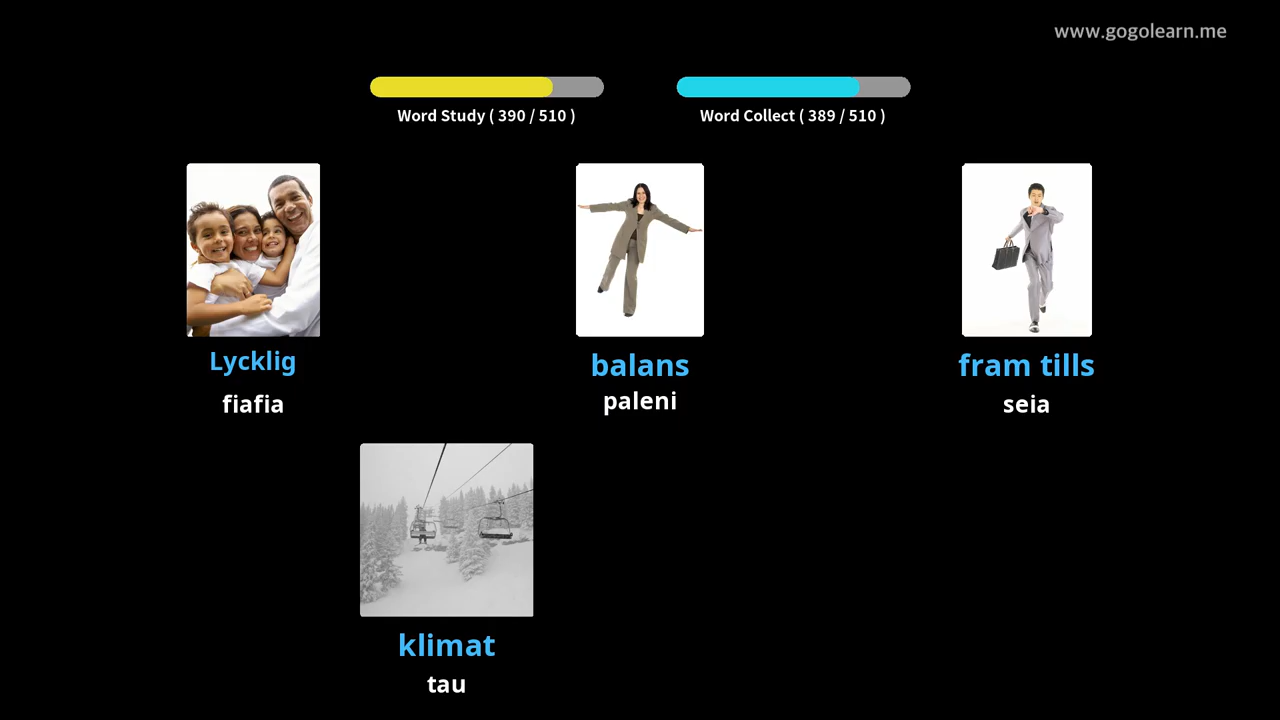 www.gogolearn.me
Word Study ( 390 / 510 )
Word Collect ( 389 / 510 )
Lycklig
fiafia
balans
paleni
fram tills
seia
klimat
tau